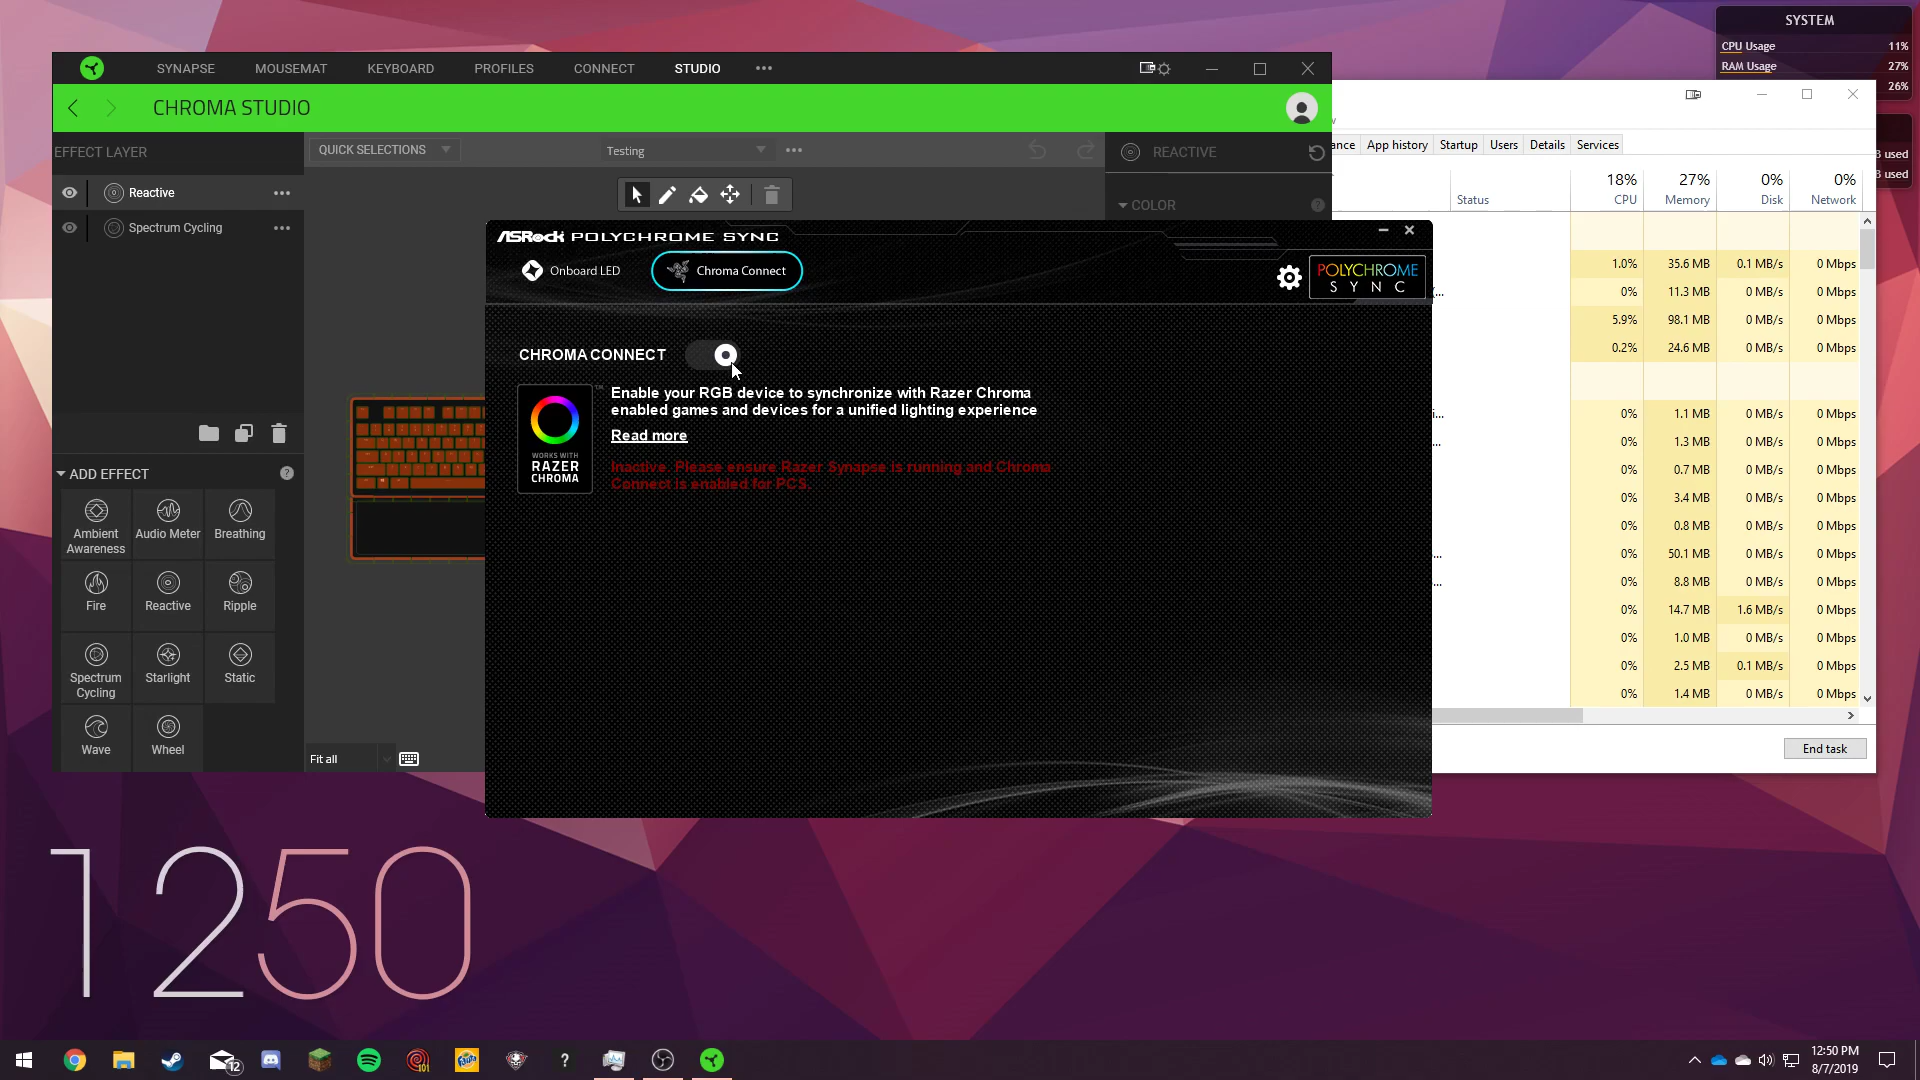 SYSTEM
CPU Usage 11%
RAM Usage 27%
26%
B used
B used
SYNAPSE MOUSEMAT KEYBOARD PROFILES CONNECT STUDIO
CHROMA STUDIO
EFFECT LAYER
QUICK SELECTIONS
Testing
REACTIVE
COLOR
Reactive
Spectrum Cycling
ADD EFFECT
Ambient
Awareness
Audio Meter
Breathing
Fire
Reactive
Ripple
Spectrum
Cycling
Starlight
Static
Wave
Wheel
Fit all
ASRock POLYCHROME SYNC
Onboard LED
Chroma Connect
POLYCHROME
SYNC
CHROMA CONNECT
WORKS WITH
RAZER
CHROMA
TM
Enable your RGB device to synchronize with Razer Chroma
enabled games and devices for a unified lighting experience
Read more
Inactive. Please ensure Razer Synapse is running and Chroma
Connect is enabled for PCS.
ance App history Startup Users Details Services
18% 27% 0% 0%
Status CPU Memory Disk Network
1.0% 35.6 MB 0.1 MB/s 0 Mbps
(... 0% 11.3 MB 0 MB/s 0 Mbps
5.9% 98.1 MB 0 MB/s 0 Mbps
0.2% 24.6 MB 0 MB/s 0 Mbps
i... 0% 1.1 MB 0 MB/s 0 Mbps
... 0% 1.3 MB 0 MB/s 0 Mbps
0% 0.7 MB 0 MB/s 0 Mbps
0% 3.4 MB 0 MB/s 0 Mbps
0% 0.8 MB 0 MB/s 0 Mbps
... 0% 50.1 MB 0 MB/s 0 Mbps
... 0% 8.8 MB 0 MB/s 0 Mbps
0% 14.7 MB 1.6 MB/s 0 Mbps
0% 1.0 MB 0 MB/s 0 Mbps
0% 2.5 MB 0.1 MB/s 0 Mbps
0% 1.4 MB 0 MB/s 0 Mbps
End task
1250
12
101
Fanta
?
12:50 PM
8/7/2019